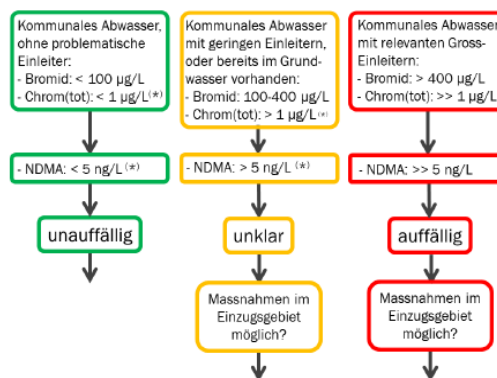 Kommunales Abwasser,
ohne problematische
Einleiter:
- Bromid: < 100 µg/L
- Chrom(tot): < 1 µg/L(*)
Kommunales Abwasser
mit geringen Einleitern,
oder bereits im Grund-
wasser vorhanden:
- Bromid: 100-400 µg/L
- Chrom(tot): > 1 µg/L (*)
Kommunales Abwasser
mit relevanten Gross-
Einleitern:
- Bromid: > 400 µg/L
- Chrom(tot): >> 1 µg/L
- NDMA: < 5 ng/L (*)
- NDMA: > 5 ng/L (*)
- NDMA: >> 5 ng/L
unauffällig
unklar
auffällig
Massnahmen im
Einzugsgebiet
möglich?
Massnahmen im
Einzugsgebiet
möglich?